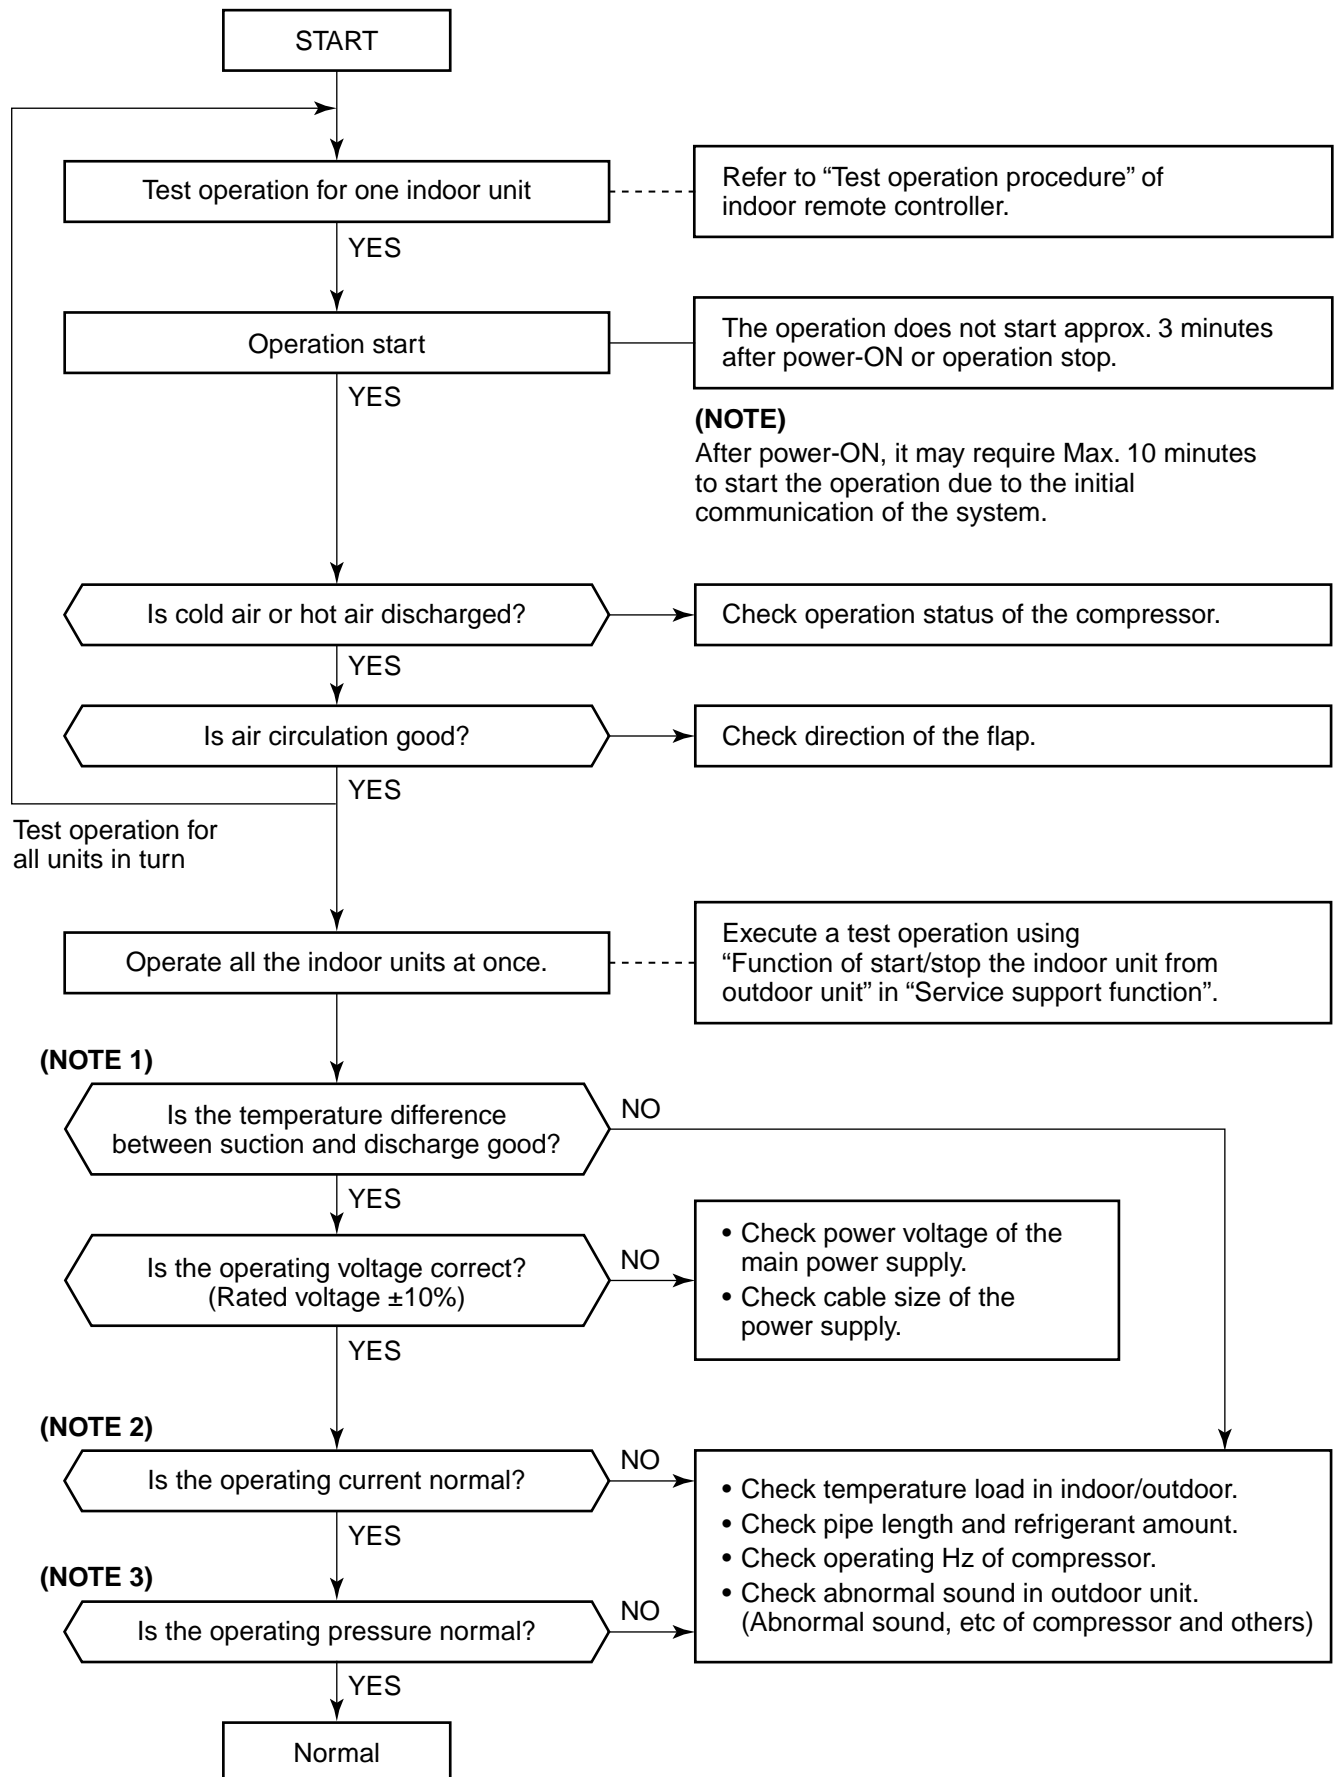 START
Test operation for one indoor unit
Refer to “Test operation procedure” of
indoor remote controller.
YES
Operation start
The operation does not start approx. 3 minutes
after power-ON or operation stop.
YES
(NOTE)
After power-ON, it may require Max. 10 minutes
to start the operation due to the initial
communication of the system.
Is cold air or hot air discharged?
Check operation status of the compressor.
YES
Is air circulation good?
Check direction of the flap.
YES
Test operation for
all units in turn
Operate all the indoor units at once.
Execute a test operation using
“Function of start/stop the indoor unit from
outdoor unit” in “Service support function”.
(NOTE 1)
Is the temperature difference
between suction and discharge good?
NO
YES
Is the operating voltage correct?
(Rated voltage ±10%)
NO
• Check power voltage of the
main power supply.
• Check cable size of the
power supply.
YES
(NOTE 2)
Is the operating current normal?
NO
• Check temperature load in indoor/outdoor.
• Check pipe length and refrigerant amount.
• Check operating Hz of compressor.
• Check abnormal sound in outdoor unit.
(Abnormal sound, etc of compressor and others)
YES
(NOTE 3)
Is the operating pressure normal?
NO
YES
Normal